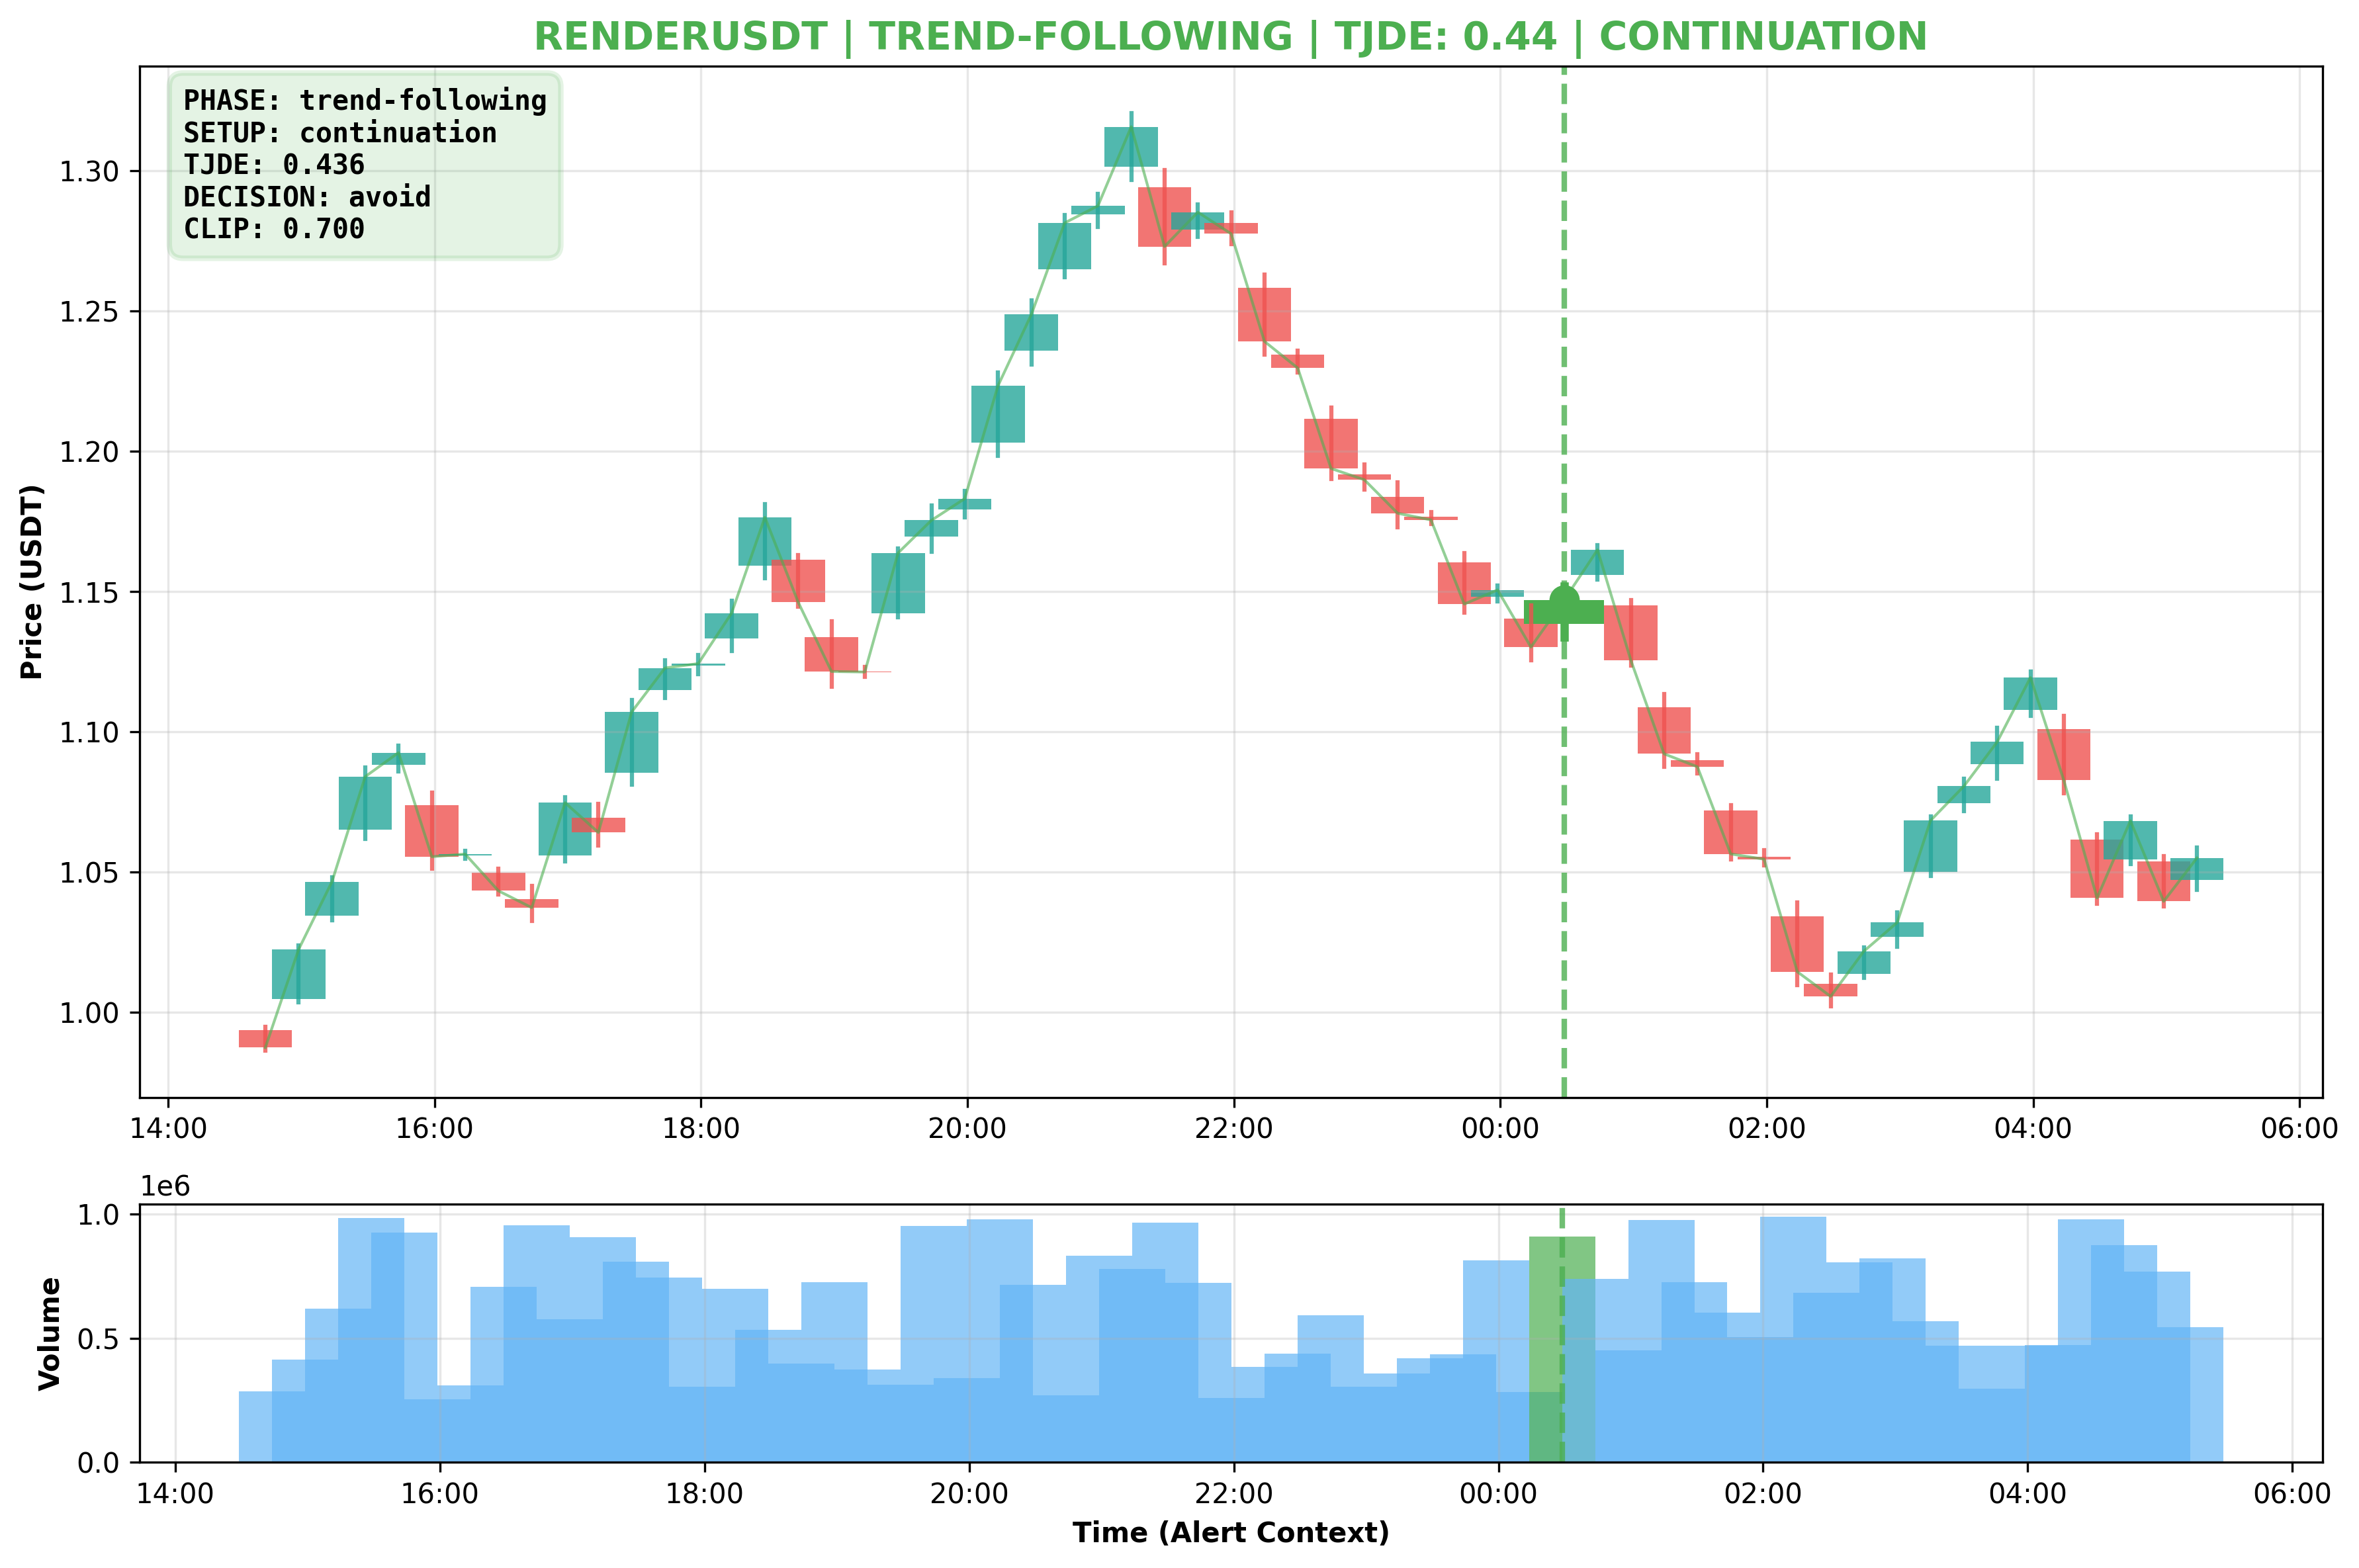 RENDERUSDT | TREND-FOLLOWING | TJDE: 0.44 | CONTINUATION
PHASE: trend-following
SETUP: continuation
TJDE: 0.436
DECISION: avoid
CLIP: 0.700
Price (USDT)
1.30
1.25
1.20
1.15
1.10
1.05
1.00
14:00 16:00 18:00 20:00 22:00 00:00 02:00 04:00 06:00
1e6
Volume
1.0
0.5
0.0
14:00 16:00 18:00 20:00 22:00 00:00 02:00 04:00 06:00
Time (Alert Context)